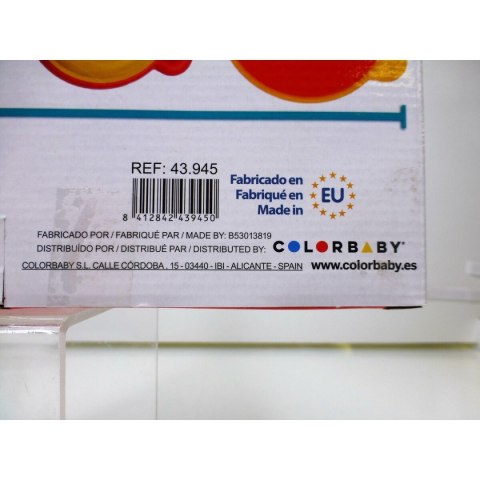 REF: 43.945
8 412842 439450
Fabricado en
Fabriqué en
Made in
EU
FABRICADO POR / FABRIQUÉ PAR / MADE BY: B53013819
DISTRIBUÍDO POR / DISTRIBUÉ PAR / DISTRIBUTED BY: COLORBABY®
COLORBABY S.L. CALLE CÓRDOBA , 15 - 03440 - IBI - ALICANTE - SPAIN www.colorbaby.es